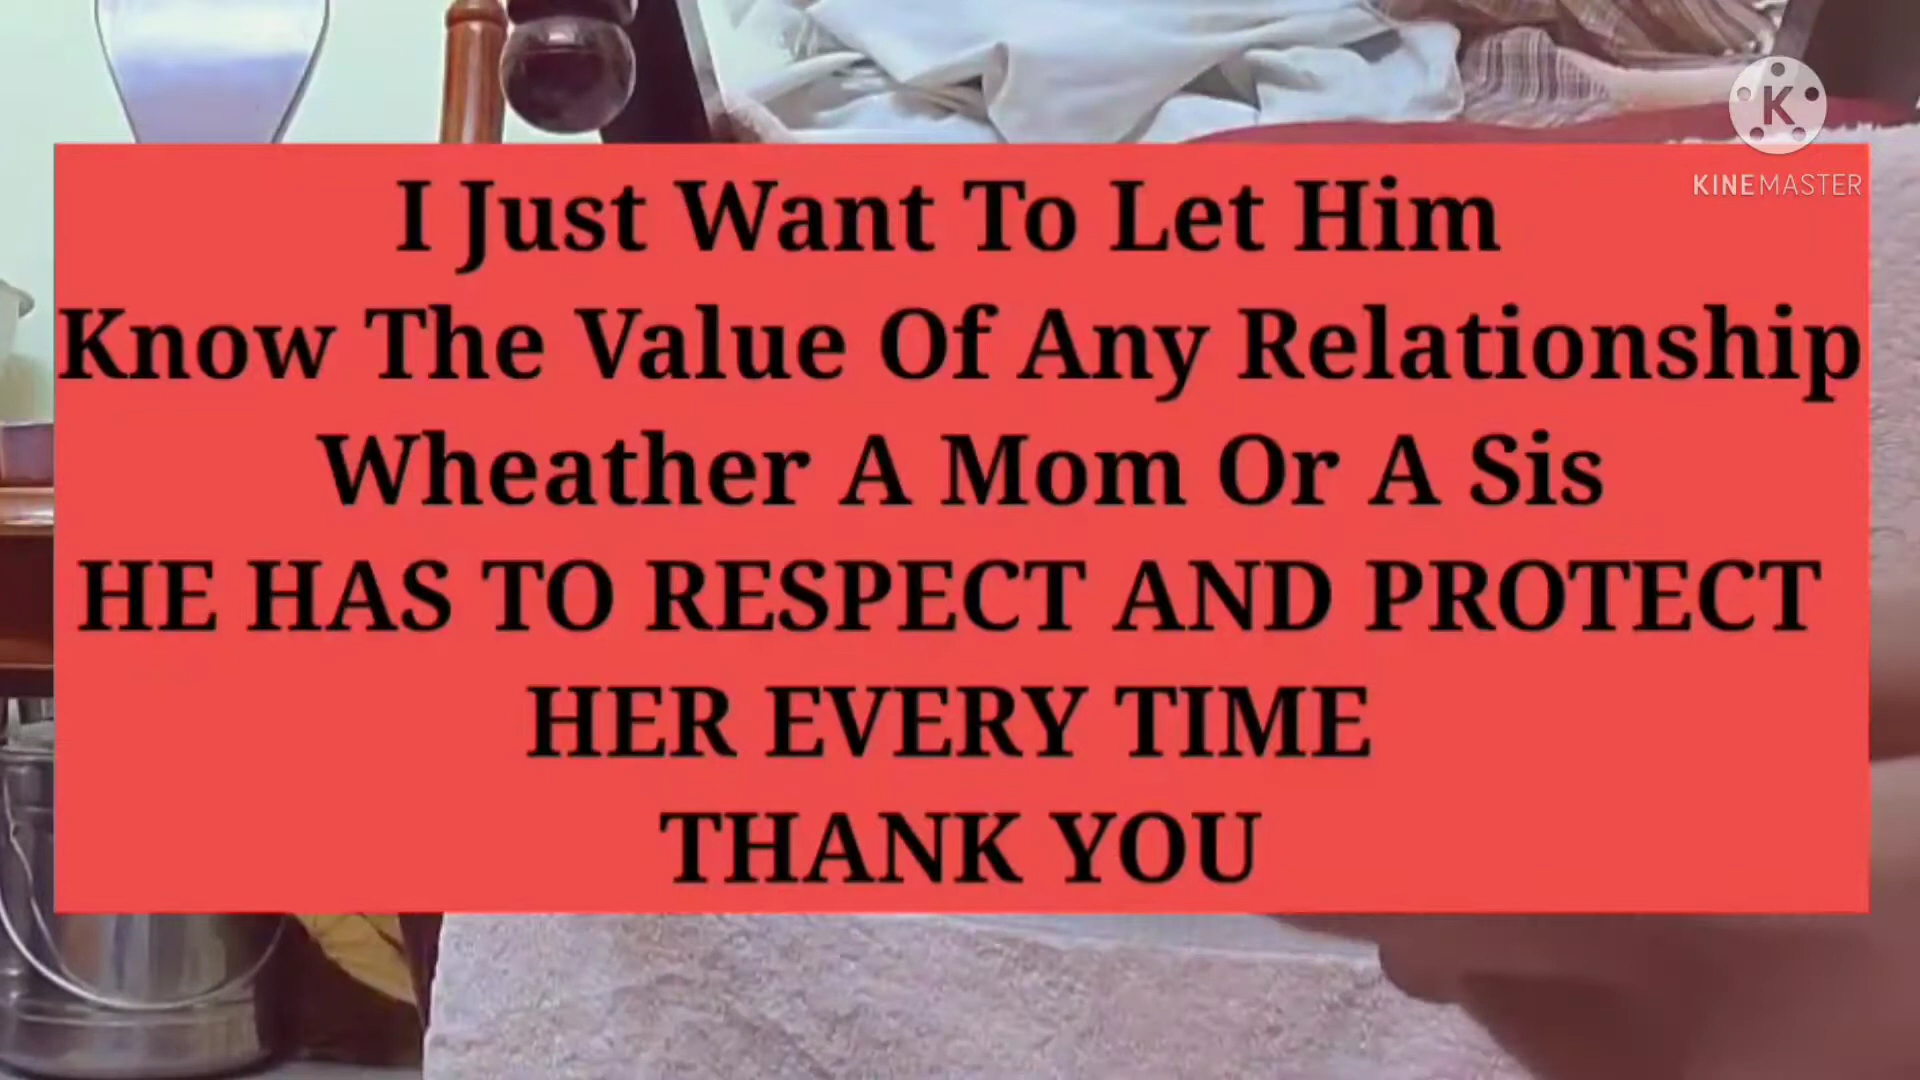 KINEMASTER
I Just Want To Let Him
Know The Value Of Any Relationship
Wheather A Mom Or A Sis
HE HAS TO RESPECT AND PROTECT
HER EVERY TIME
THANK YOU